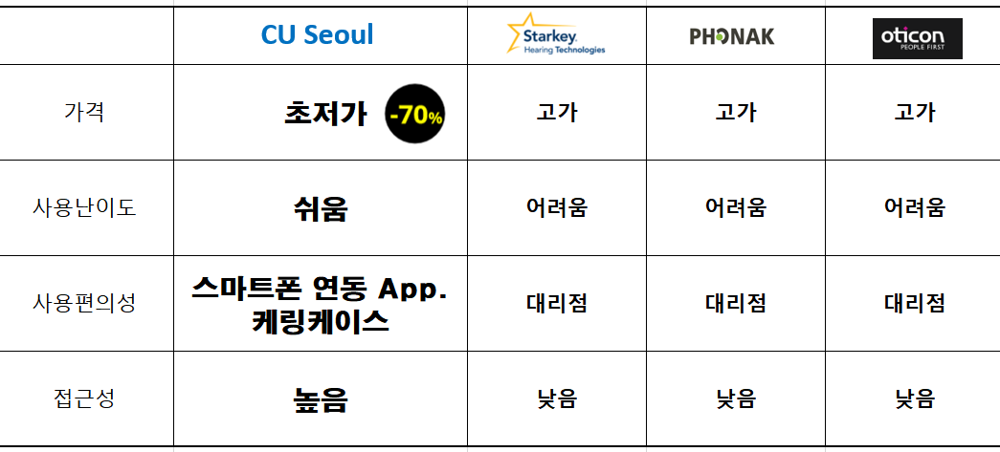 CU Seoul Starkey Hearing Technologies PHONAK oticon PEOPLE FIRST
가격 초저가 -70% 고가 고가 고가
사용난이도 쉬움 어려움 어려움 어려움
사용편의성 스마트폰 연동 App. 대리점 대리점 대리점
케링케이스
접근성 높음 낮음 낮음 낮음